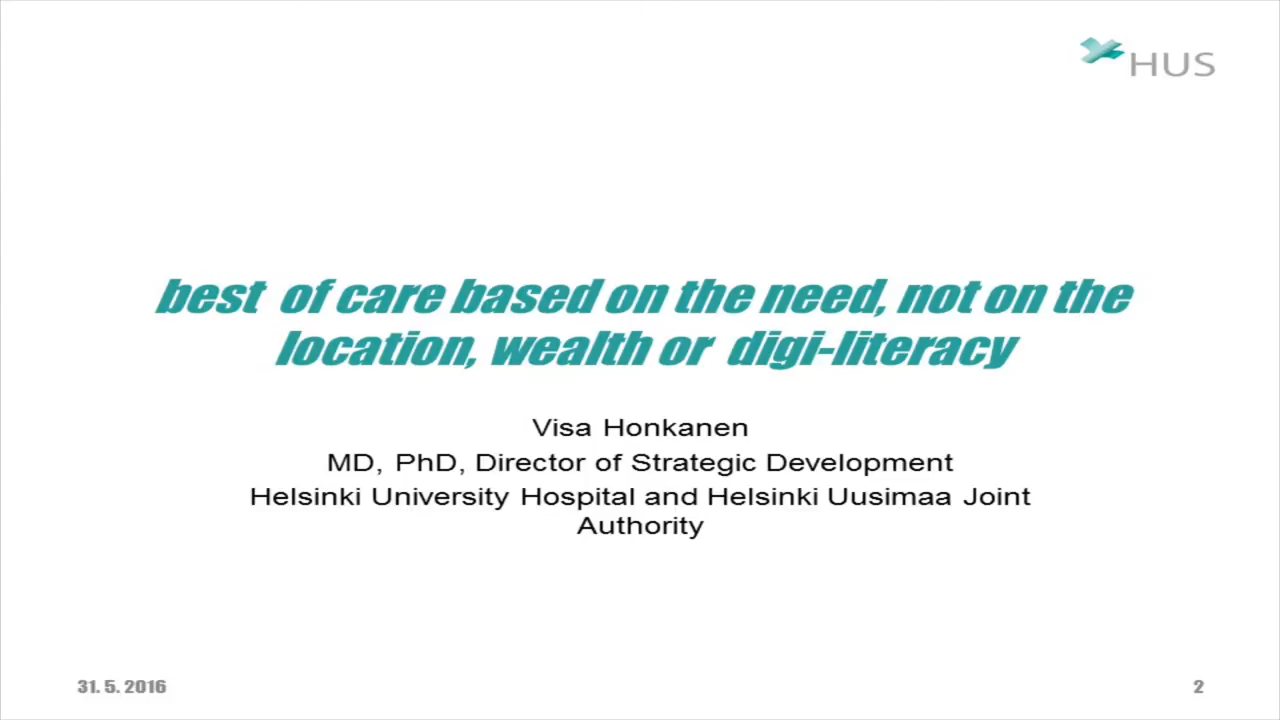 HUS
best of care based on the need, not on the
location, wealth or digi-literacy
Visa Honkanen
MD, PhD, Director of Strategic Development
Helsinki University Hospital and Helsinki Uusimaa Joint
Authority
31. 5. 2016
2